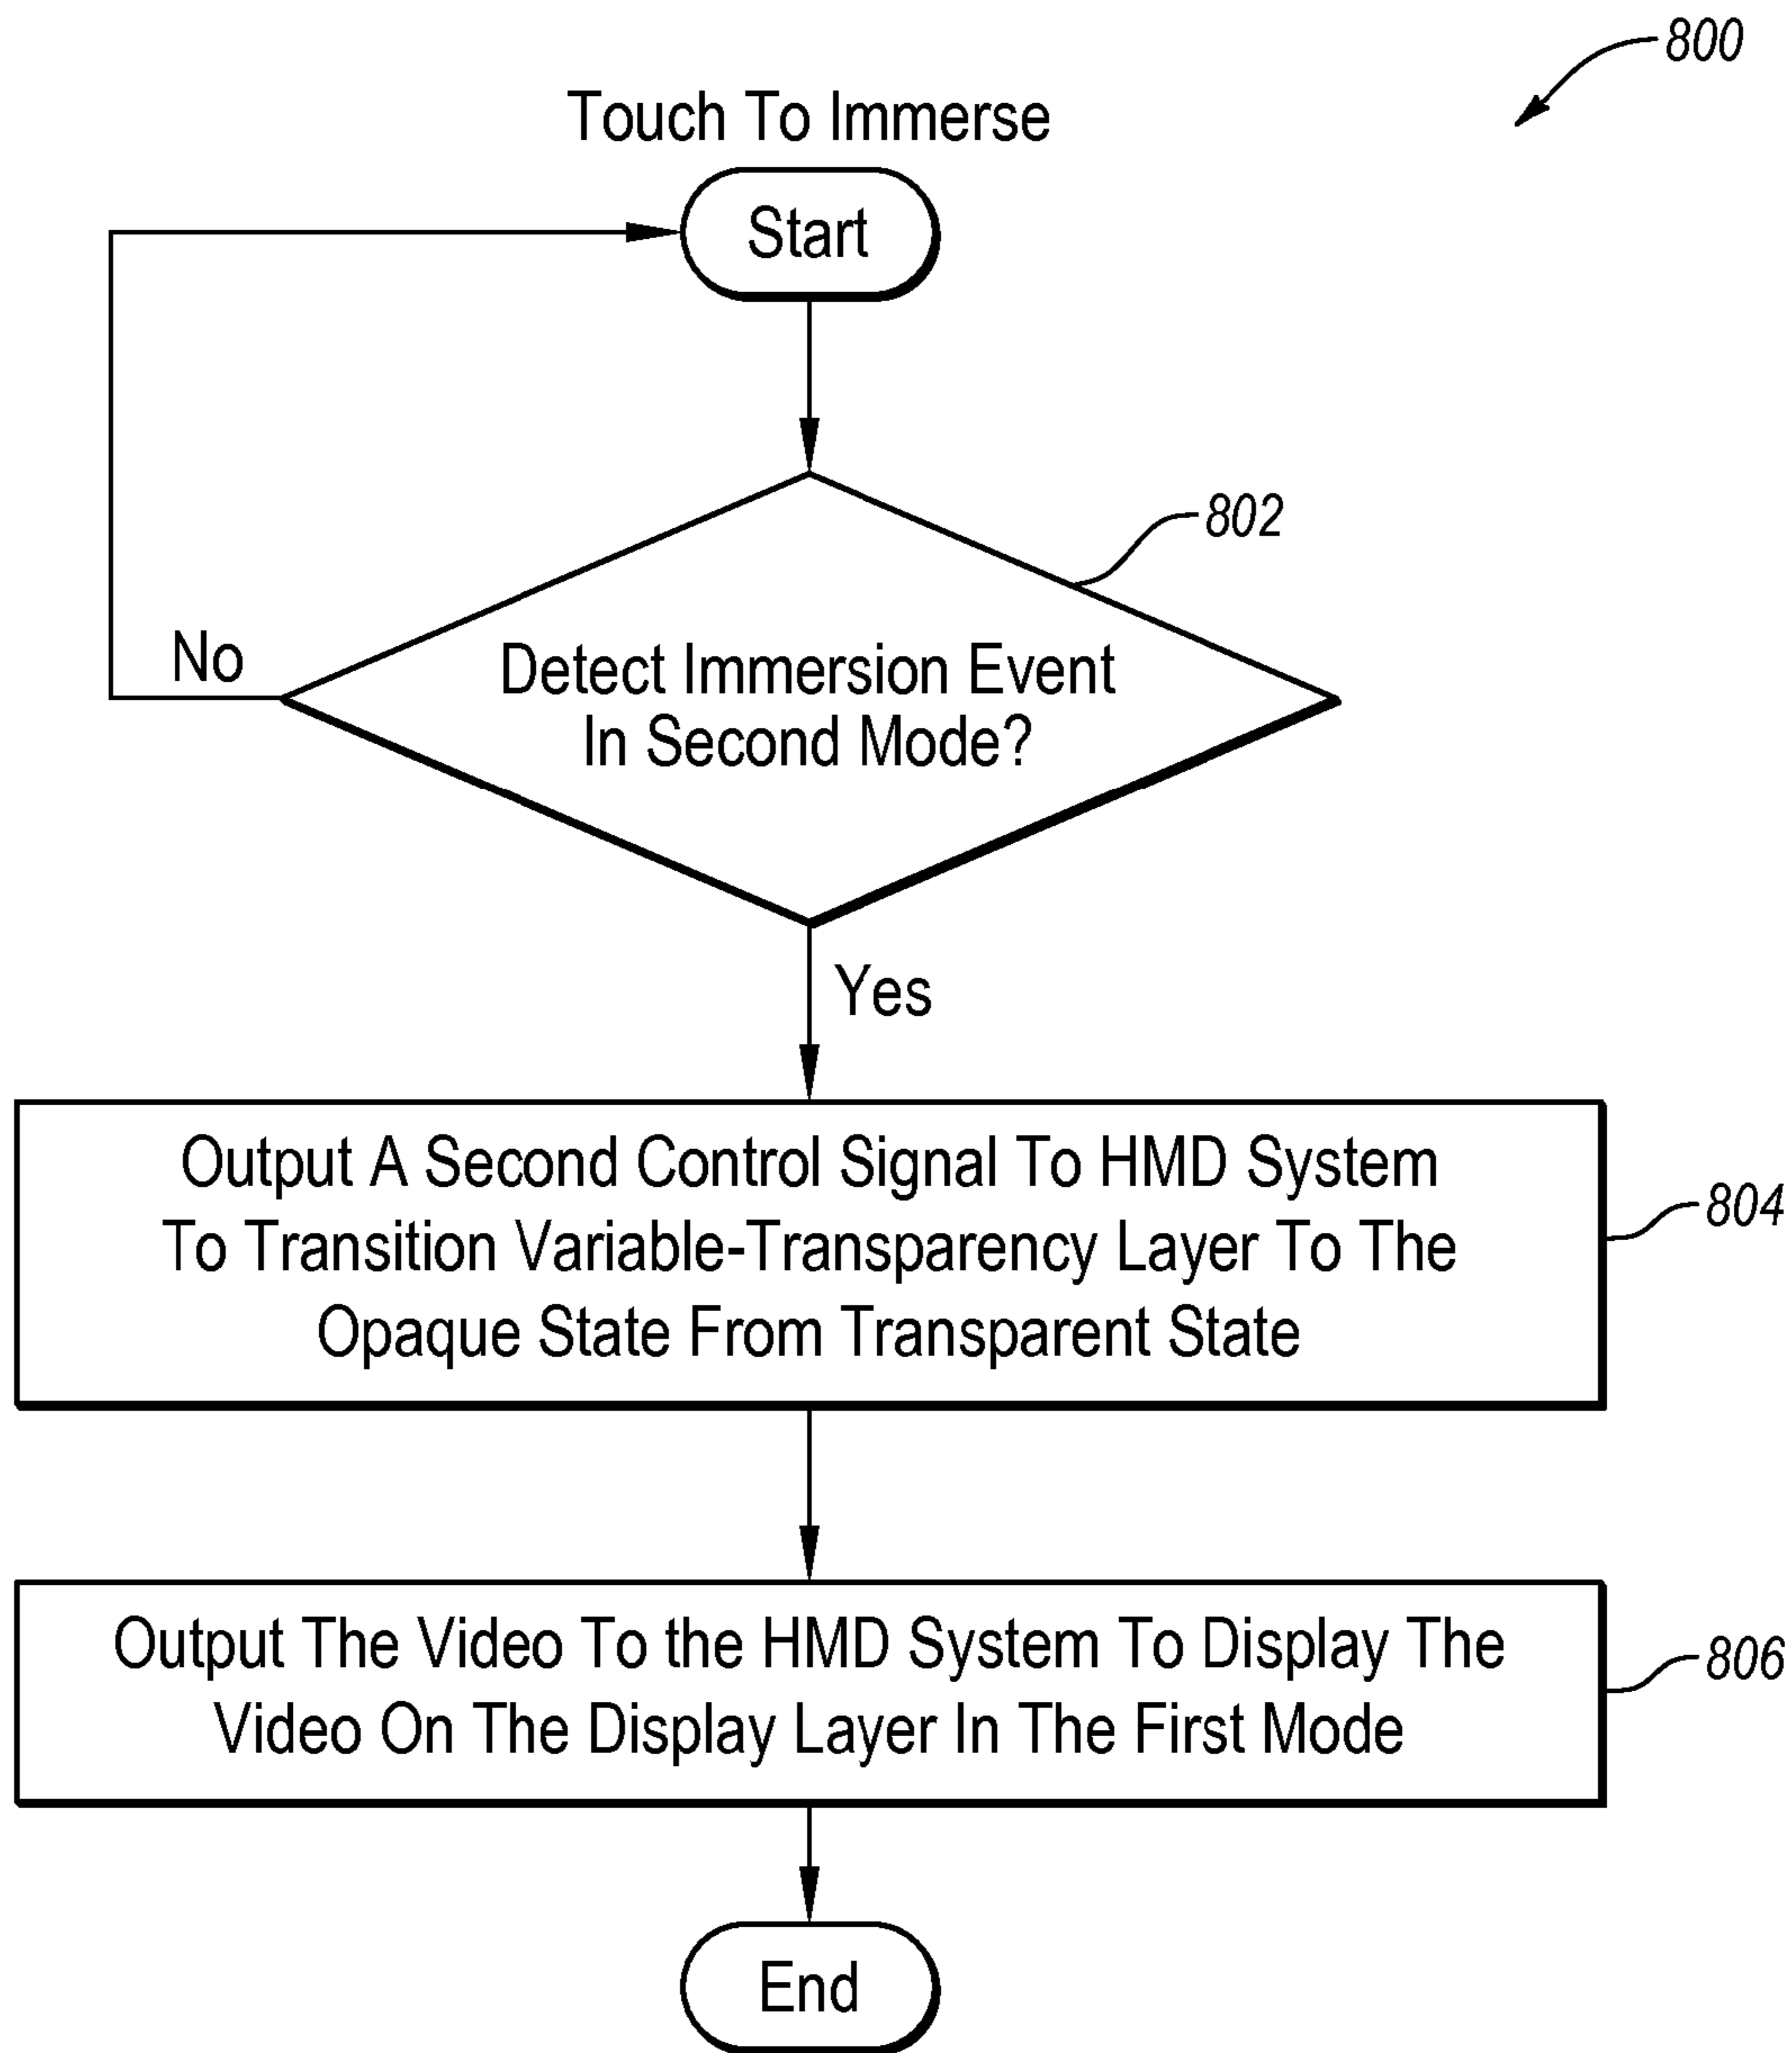 800
Touch To Immerse
Start
802
No
Detect Immersion Event
In Second Mode?
Yes
Output A Second Control Signal To HMD System
To Transition Variable-Transparency Layer To The
Opaque State From Transparent State
804
Output The Video To the HMD System To Display The
Video On The Display Layer In The First Mode
806
End